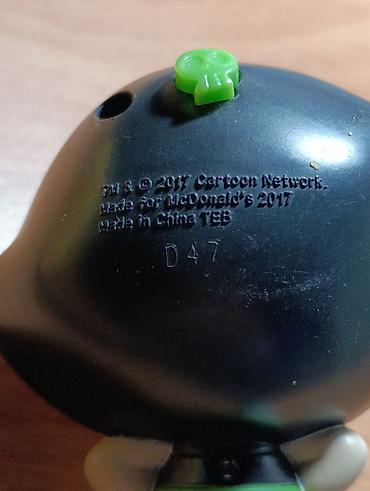 TM & © 2017 Cartoon Network.
Made for McDonald's 2017
Made in China TEB
D47